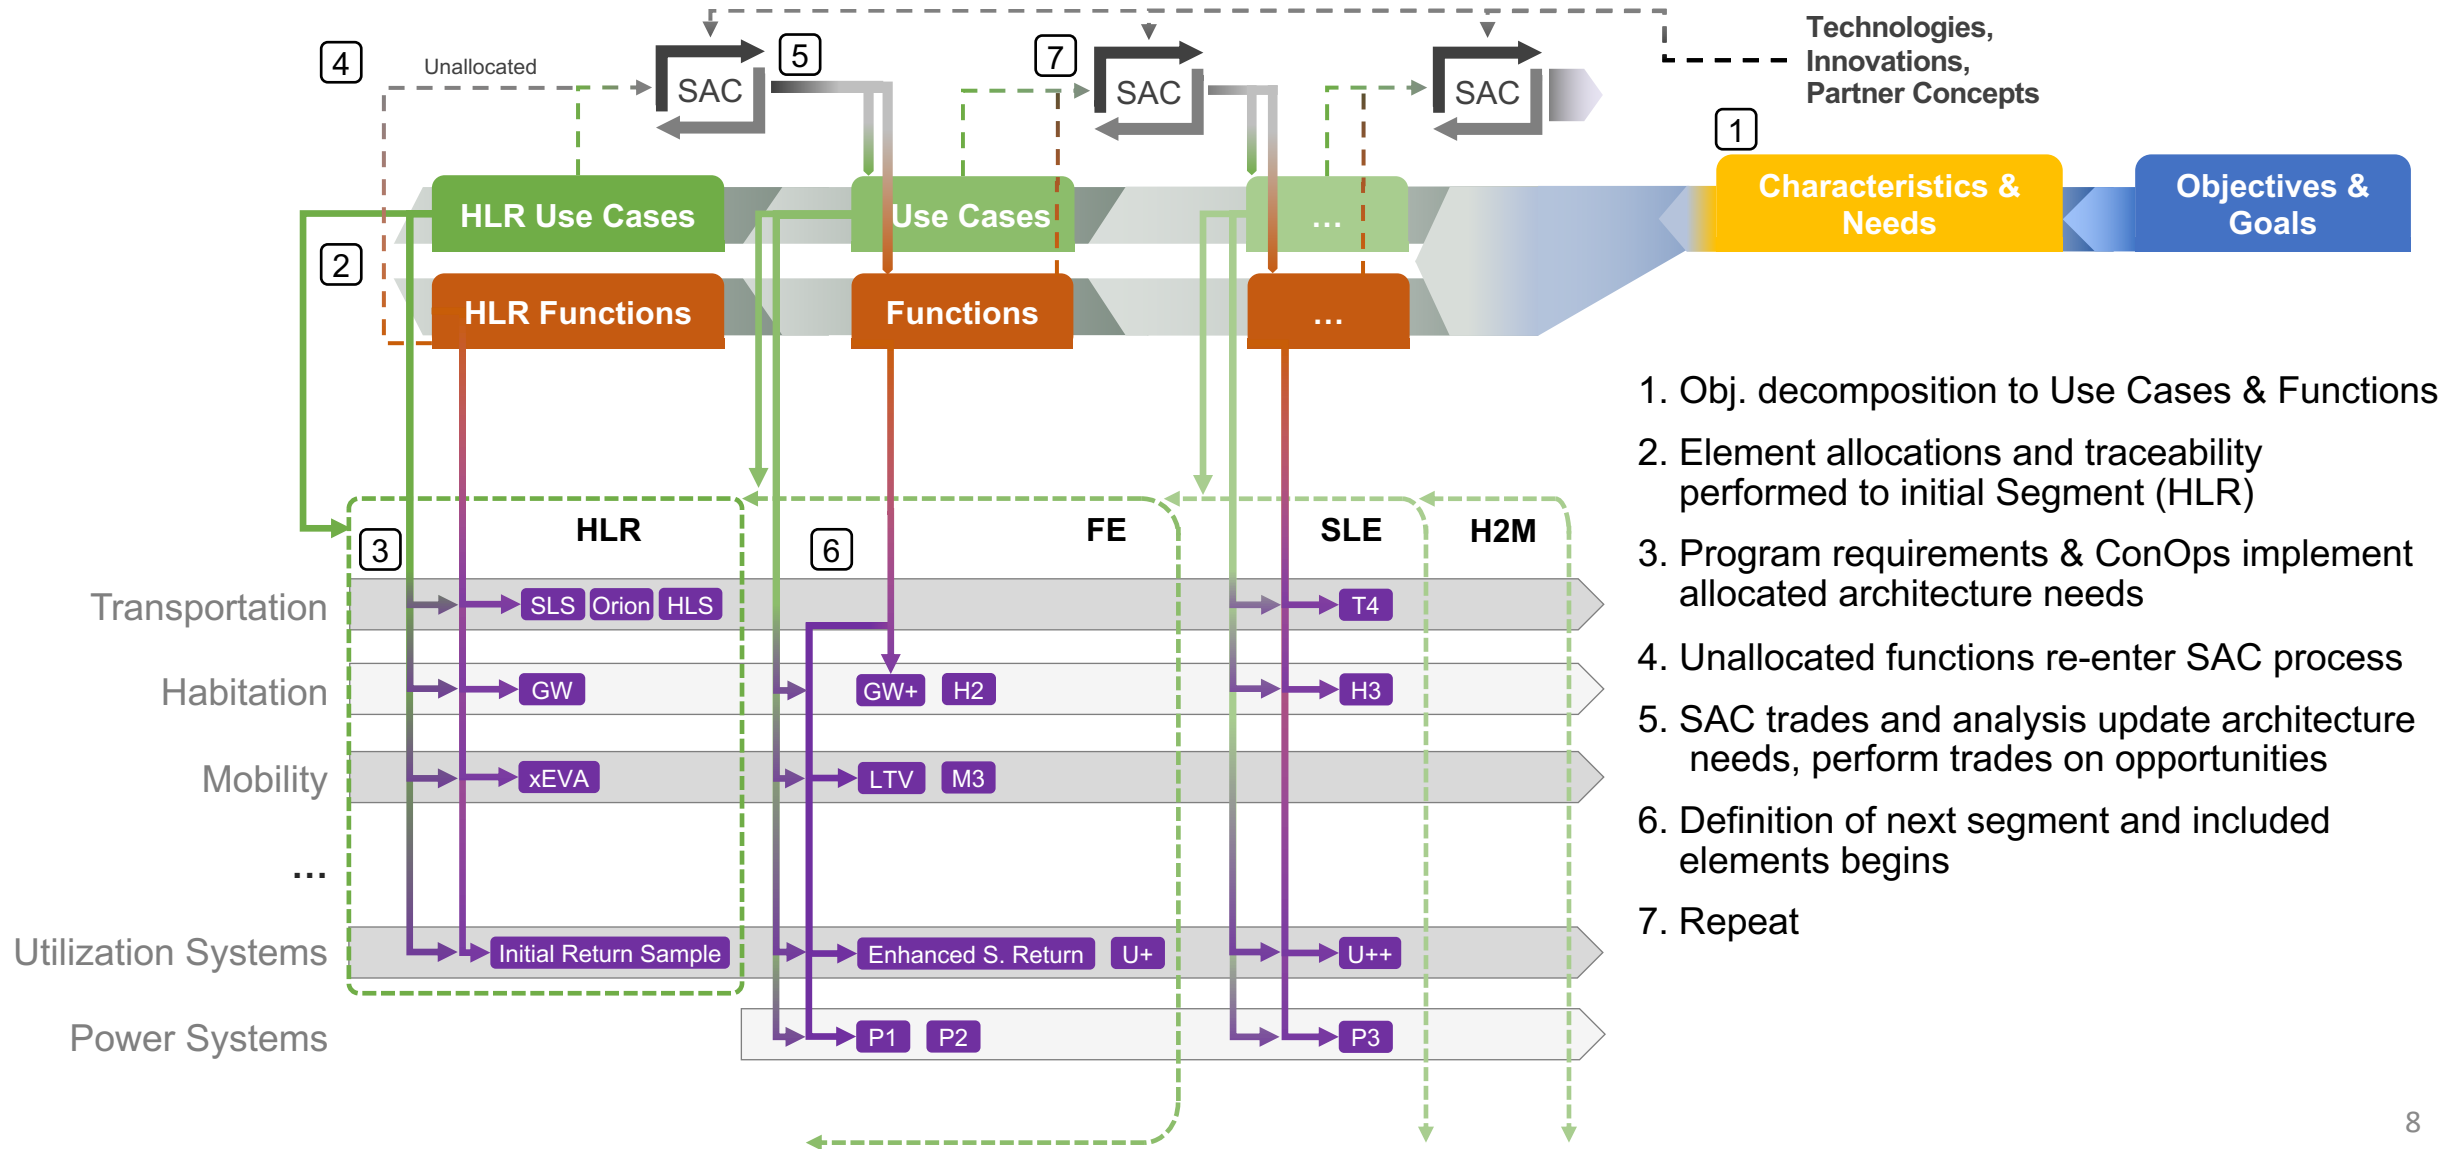 Technologies,
Innovations,
Partner Concepts
4
Unallocated
SAC
5
7
SAC
SAC
1
HLR Use Cases
Use Cases
...
Characteristics &
Needs
Objectives &
Goals
2
HLR Functions
Functions
...
1. Obj. decomposition to Use Cases & Functions
2. Element allocations and traceability
performed to initial Segment (HLR)
3. Program requirements & ConOps implement
allocated architecture needs
4. Unallocated functions re-enter SAC process
5. SAC trades and analysis update architecture
needs, perform trades on opportunities
6. Definition of next segment and included
elements begins
7. Repeat
3
HLR
6
FE
SLE
H2M
Transportation
SLS Orion HLS
T4
Habitation
GW
GW+ H2
H3
Mobility
xEVA
LTV M3
...
Utilization Systems
Initial Return Sample
Enhanced S. Return U+
U++
Power Systems
P1 P2
P3
8